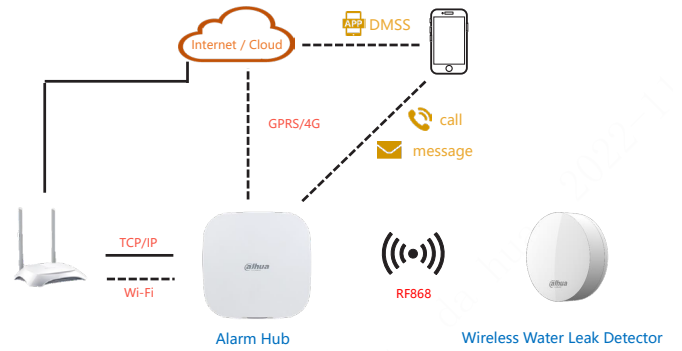 APP DMSS
Internet / Cloud
GPRS/4G
call
message
TCP/IP
Wi-Fi
alhua
RF868
alhua
Alarm Hub
Wireless Water Leak Detector